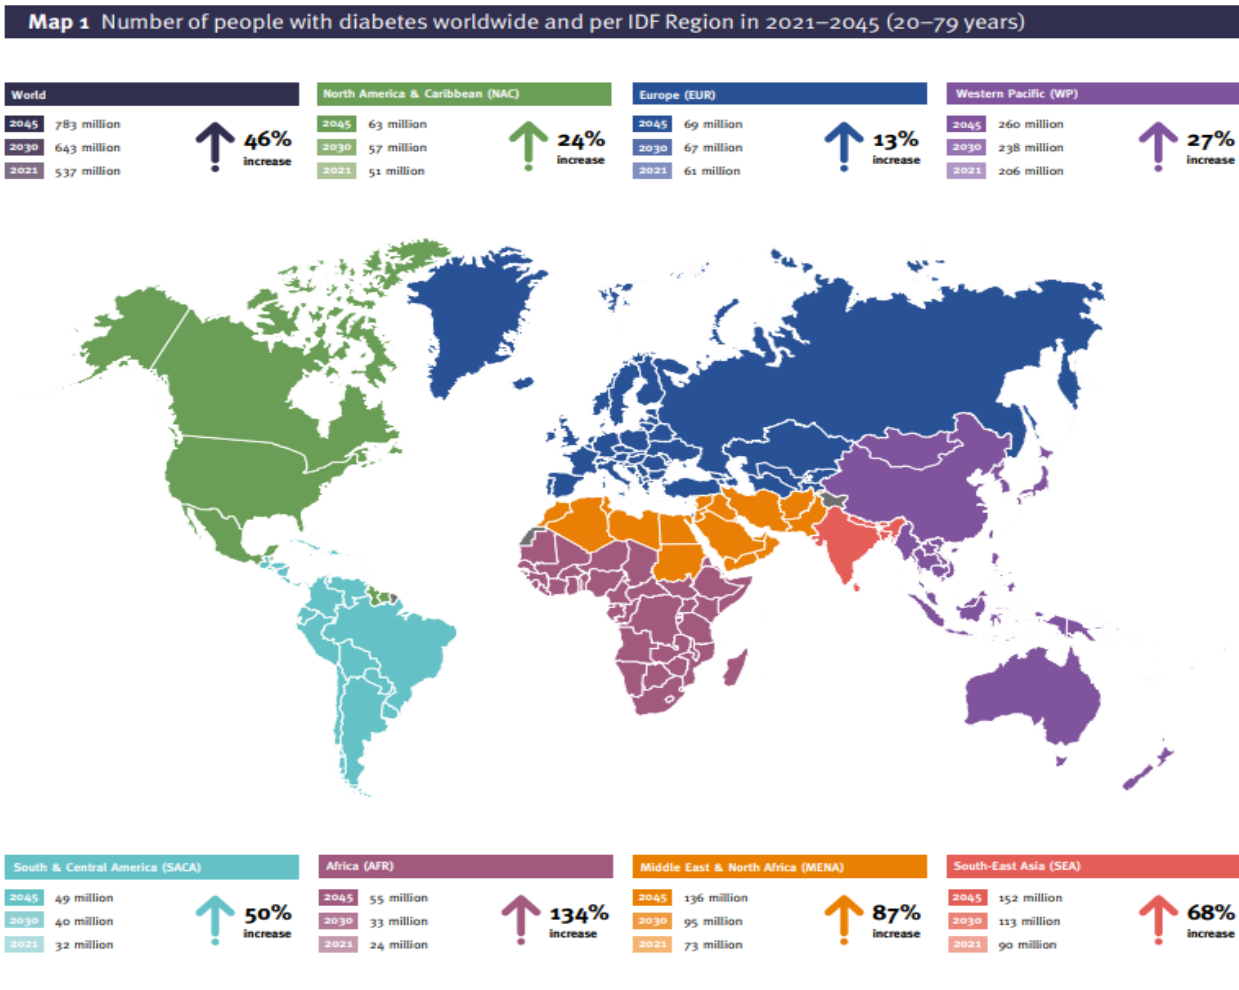 Map 1 Number of people with diabetes worldwide and per IDF Region in 2021–2045 (20–79 years)
World
2045 783 million
2030 643 million
2021 537 million
46%
increase
North America & Caribbean (NAC)
2045 63 million
2030 57 million
2021 51 million
24%
increase
Europe (EUR)
2045 69 million
2030 67 million
2021 61 million
13%
increase
Western Pacific (WP)
2045 260 million
2030 238 million
2021 206 million
27%
increase
South & Central America (SACA)
2045 49 million
2030 40 million
2021 32 million
50%
increase
Africa (AFR)
2045 55 million
2030 33 million
2021 24 million
134%
increase
Middle East & North Africa (MENA)
2045 136 million
2030 95 million
2021 73 million
87%
increase
South-East Asia (SEA)
2045 152 million
2030 113 million
2021 90 million
68%
increase